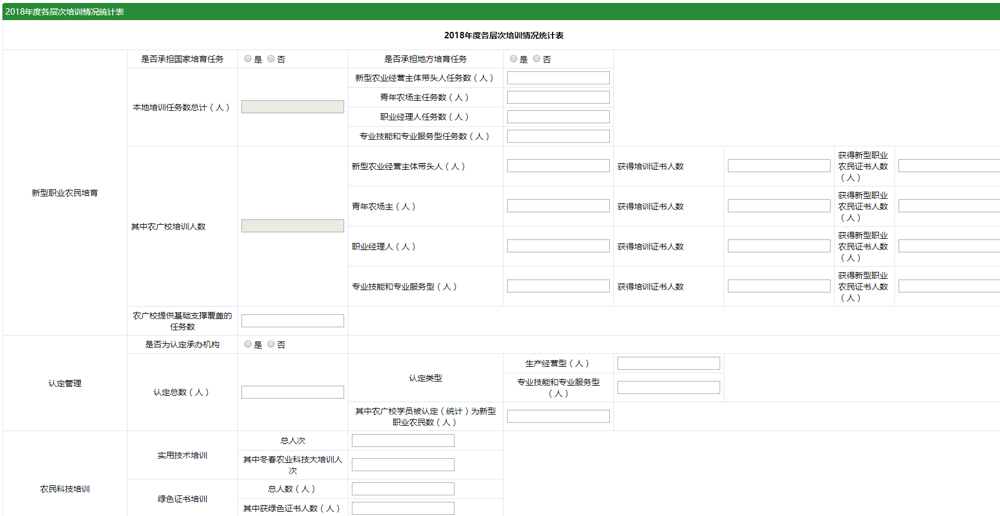 2018年度各层次培训情况统计表
2018年度各层次培训情况统计表
新型职业农民培育
是否承担国家培育任务
是 否
是否承担地方培育任务
是 否
本地培训任务数总计（人）
新型农业经营主体带头人任务数（人）
青年农场主任务数（人）
职业经理人任务数（人）
专业技能和专业服务型任务数（人）
其中农广校培训人数
新型农业经营主体带头人（人）
获得培训证书人数
获得新型职业
农民证书人数
（人）
青年农场主（人）
获得培训证书人数
获得新型职业
农民证书人数
（人）
职业经理人（人）
获得培训证书人数
获得新型职业
农民证书人数
（人）
专业技能和专业服务型（人）
获得培训证书人数
获得新型职业
农民证书人数
（人）
农广校提供基础支撑覆盖的
任务数
认定管理
是否为认定承办机构
是 否
认定总数（人）
认定类型
生产经营型（人）
专业技能和专业服务型
（人）
其中农广校学员被认定（统计）为新型
职业农民数（人）
农民科技培训
实用技术培训
总人次
其中冬春农业科技大培训人
次
绿色证书培训
总人数（人）
其中获绿色证书人数（人）